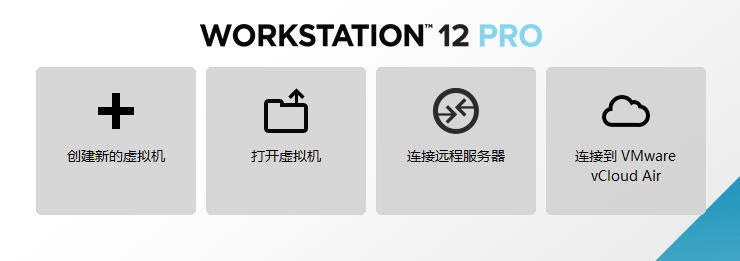 WORKSTATION™ 12 PRO
创建新的虚拟机
打开虚拟机
连接远程服务器
连接到 VMware
vCloud Air